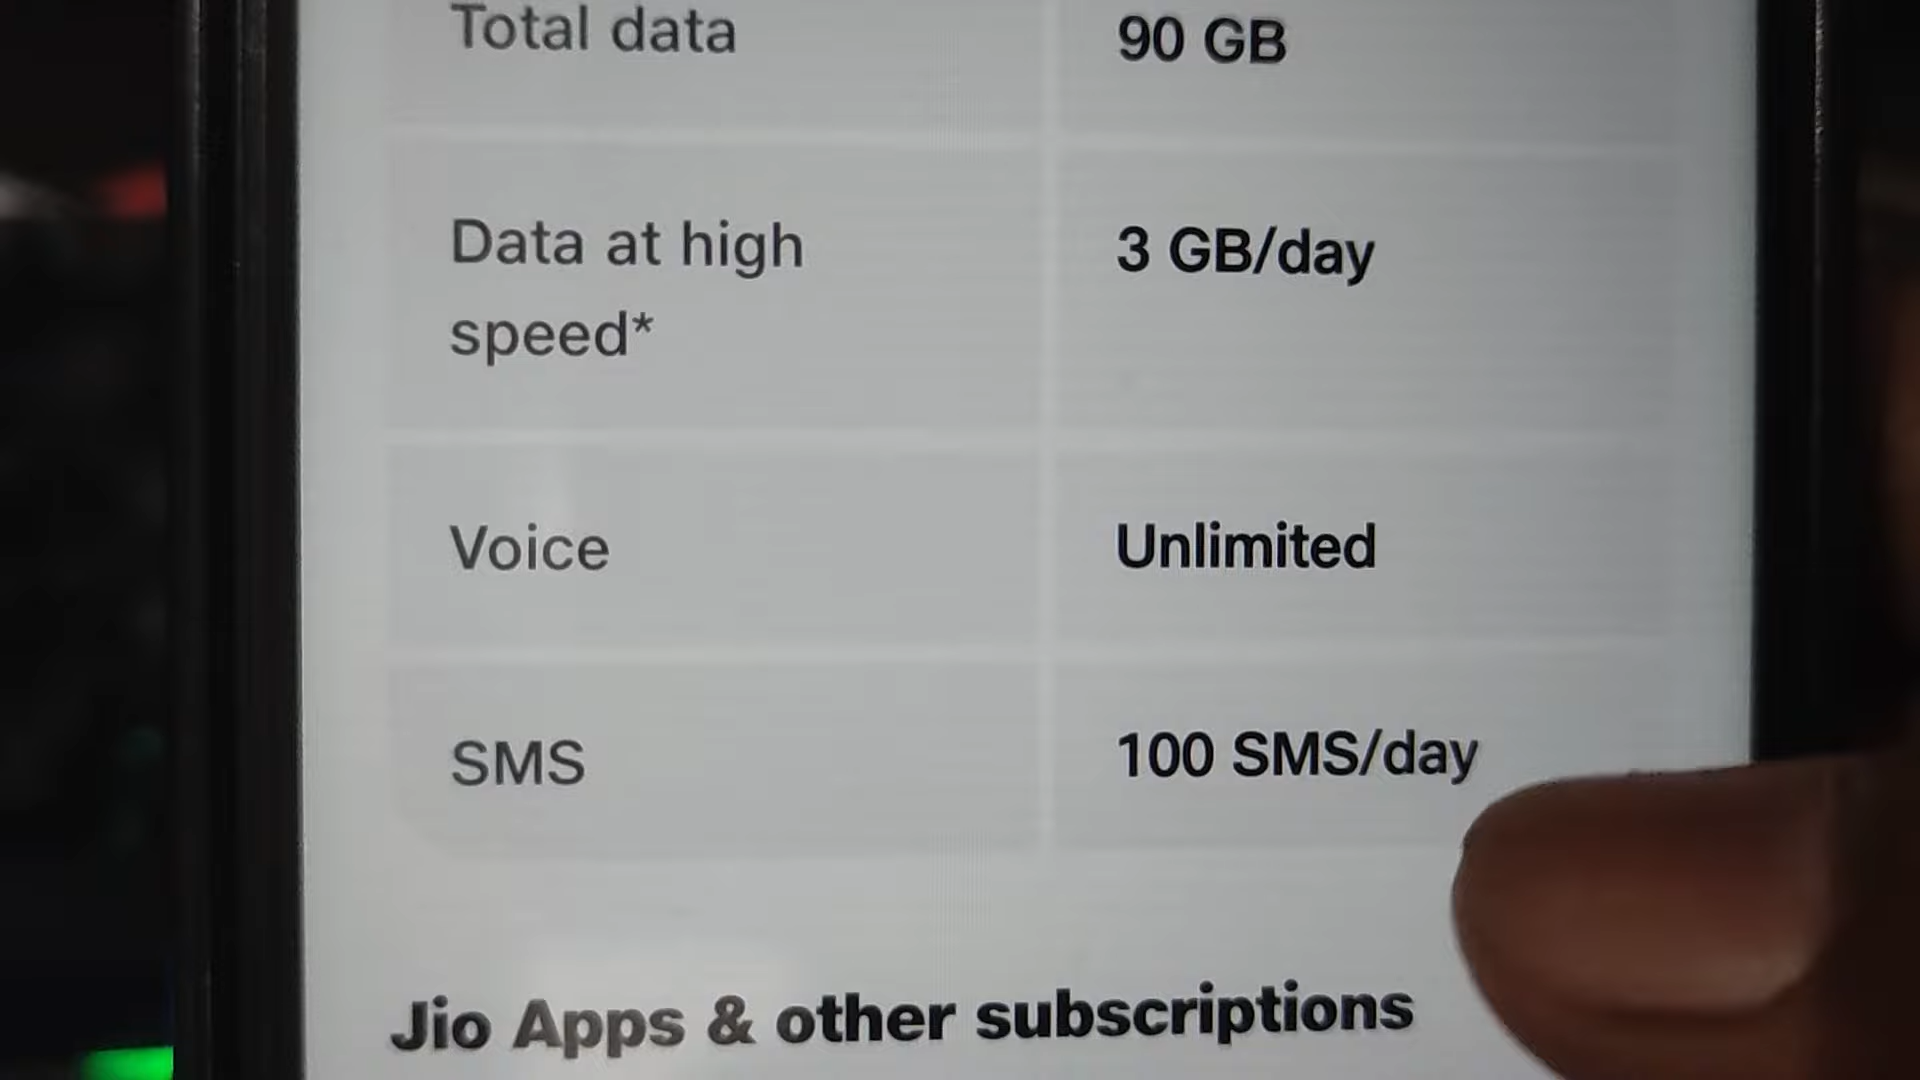 Total data 90 GB
Data at high 3 GB/day
speed*
Voice Unlimited
SMS 100 SMS/day
Jio Apps & other subscriptions